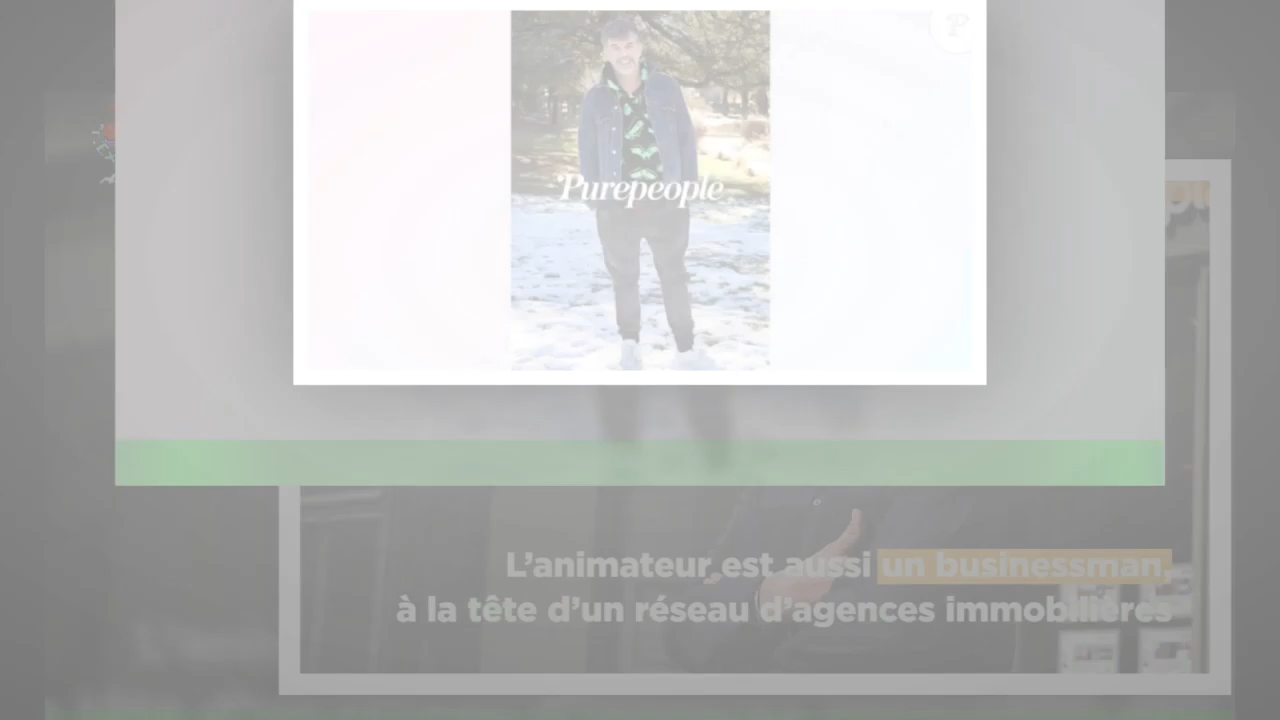 P
Purepeople
L'animateur est aussi un businessman,
à la tête d'un réseau d'agences immobilières